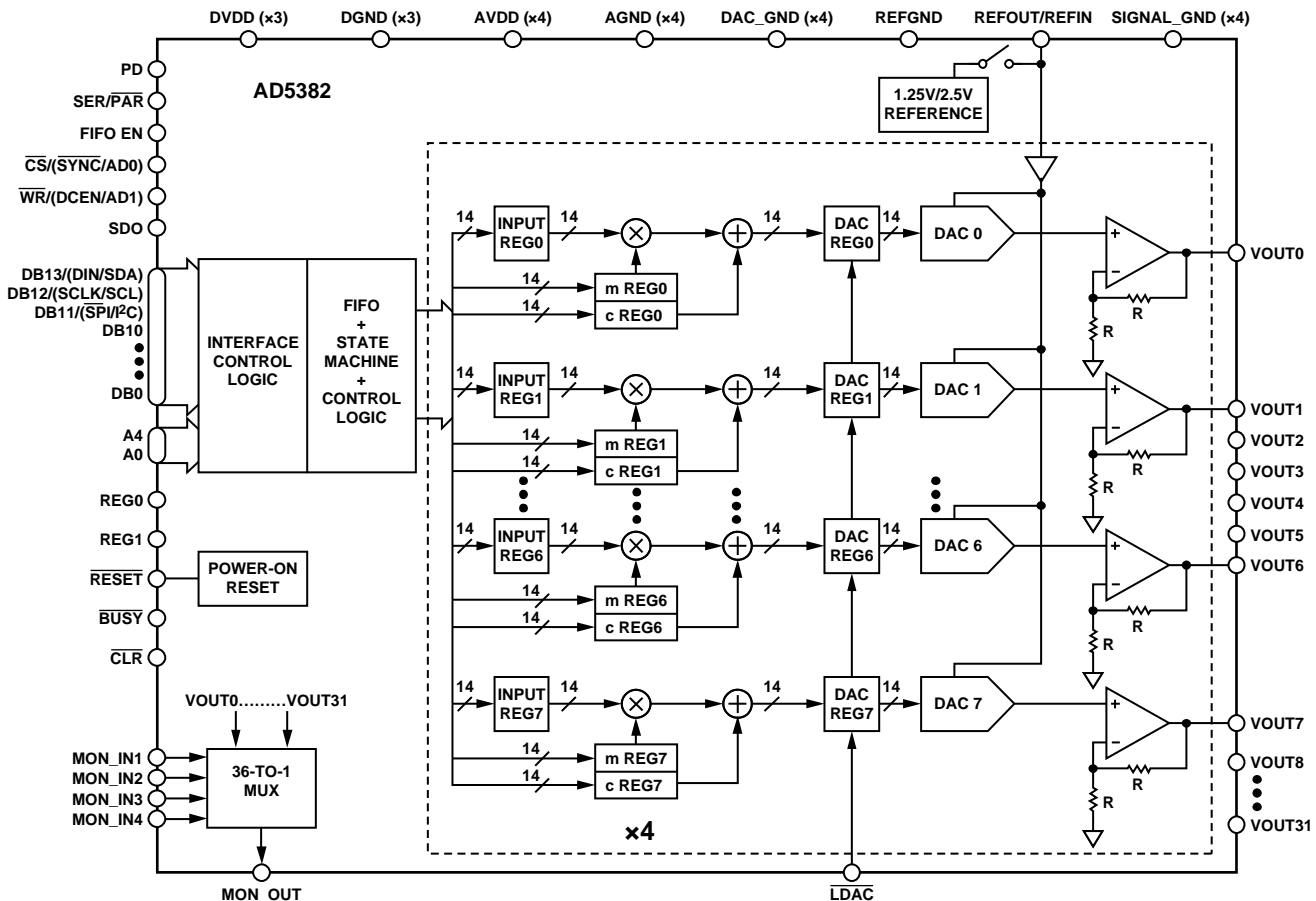 DVDD (×3)
DGND (×3)
AVDD (×4)
AGND (×4)
DAC_GND (×4)
REFGND
REFOUT/REFIN
SIGNAL_GND (×4)
PD
SER/PAR
FIFO EN
CS/(SYNC/AD0)
WR/(DCEN/AD1)
SDO
DB13/(DIN/SDA)
DB12/(SCLK/SCL)
DB11/(SPI/I²C)
DB10
DB0
A4
A0
REG0
REG1
RESET
BUSY
CLR
AD5382
1.25V/2.5V
REFERENCE
INTERFACE
CONTROL
LOGIC
FIFO
+
STATE
MACHINE
+
CONTROL
LOGIC
POWER-ON
RESET
VOUT0.........VOUT31
MON_IN1
MON_IN2
MON_IN3
MON_IN4
36-TO-1
MUX
MON_OUT
14
INPUT
REG0
14
×
+
14
DAC
REG0
14
DAC 0
+
–
R
R
VOUT0
14
m REG0
14
c REG0
14
INPUT
REG1
14
×
+
14
DAC
REG1
14
DAC 1
+
–
R
R
VOUT1
14
m REG1
14
c REG1
VOUT2
VOUT3
VOUT4
VOUT5
14
INPUT
REG6
14
×
+
14
DAC
REG6
14
DAC 6
+
–
R
R
VOUT6
14
m REG6
14
c REG6
14
INPUT
REG7
14
×
+
14
DAC
REG7
14
DAC 7
+
–
R
R
VOUT7
14
m REG7
14
c REG7
VOUT8
VOUT31
×4
LDAC